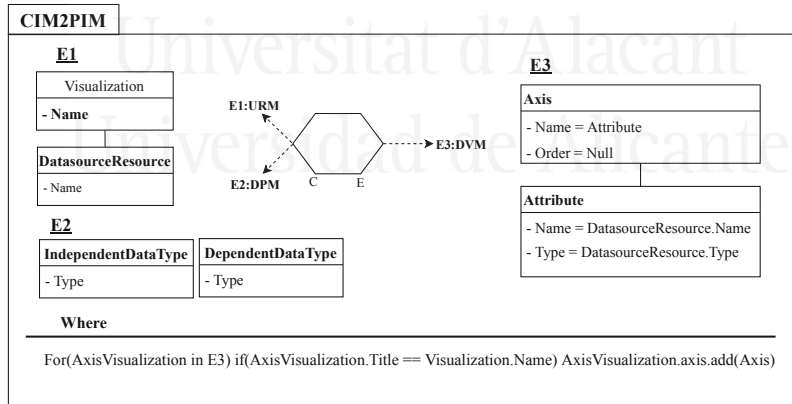 CIM2PIM
Universitat d'Alacant
Universidad de Alicante
E1
Visualization
- Name
DatasourceResource
- Name
E1:URM
E2:DPM
E3:DVM
C E
E3
Axis
- Name = Attribute
- Order = Null
Attribute
- Name = DatasourceResource.Name
- Type = DatasourceResource.Type
E2
IndependentDataType
- Type
DependentDataType
- Type
Where
For(AxisVisualization in E3) if(AxisVisualization.Title == Visualization.Name) AxisVisualization.axis.add(Axis)